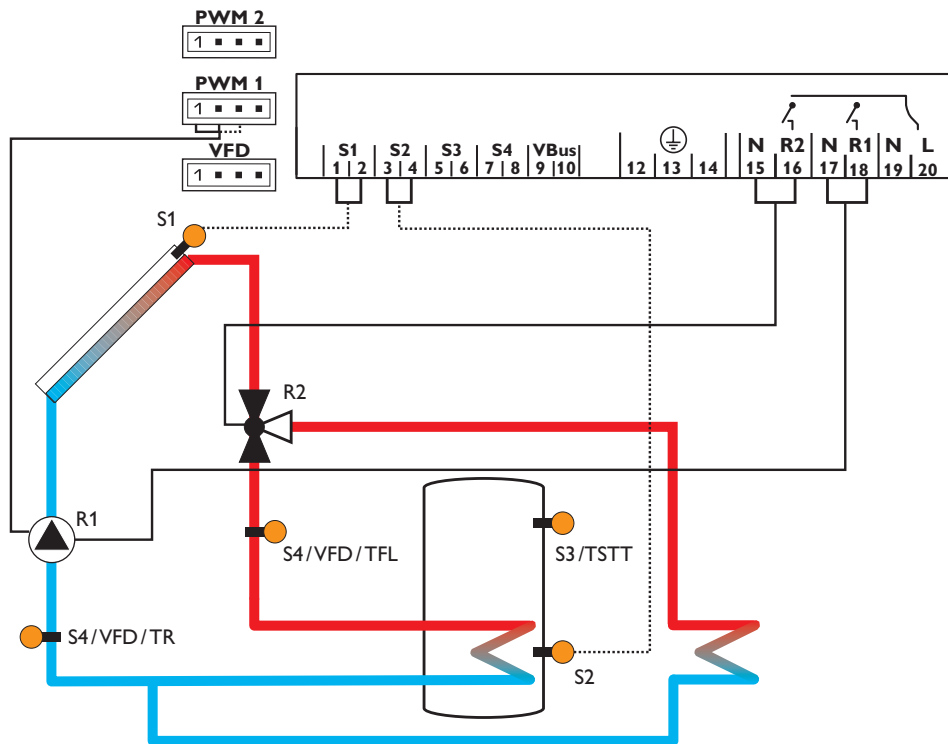 PWM 2
1
PWM 1
1
VFD
1
S1 S2 S3 S4 VBus
1 2 3 4 5 6 7 8 9 10
12 13 14
N R2 N R1 N L
15 16 17 18 19 20
S1
R2
R1
S4/VFD/TFL
S3/TSTT
S4/VFD/TR
S2